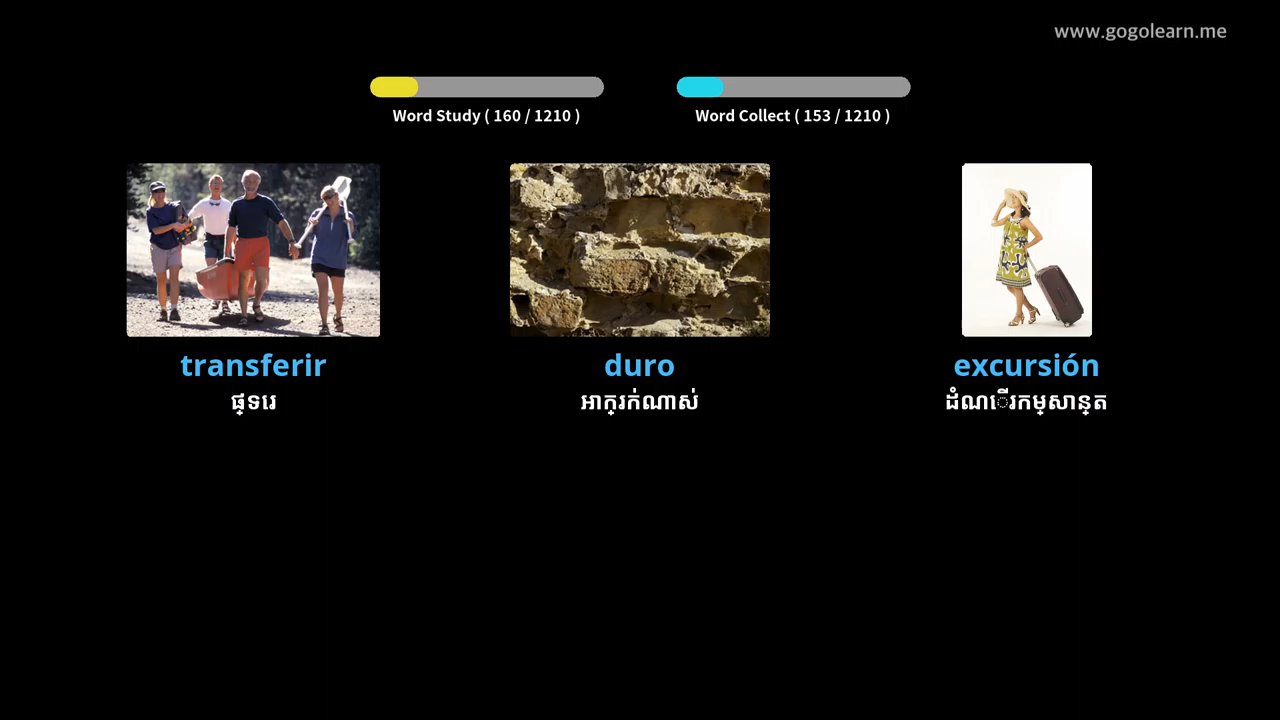 www.gogolearn.me
Word Study ( 160 / 1210 )
Word Collect ( 153 / 1210 )
transferir
duro
excursión
ផ្ទេរ
អាក្រក់ណាស់
ដំណើរកម្សាន្ត